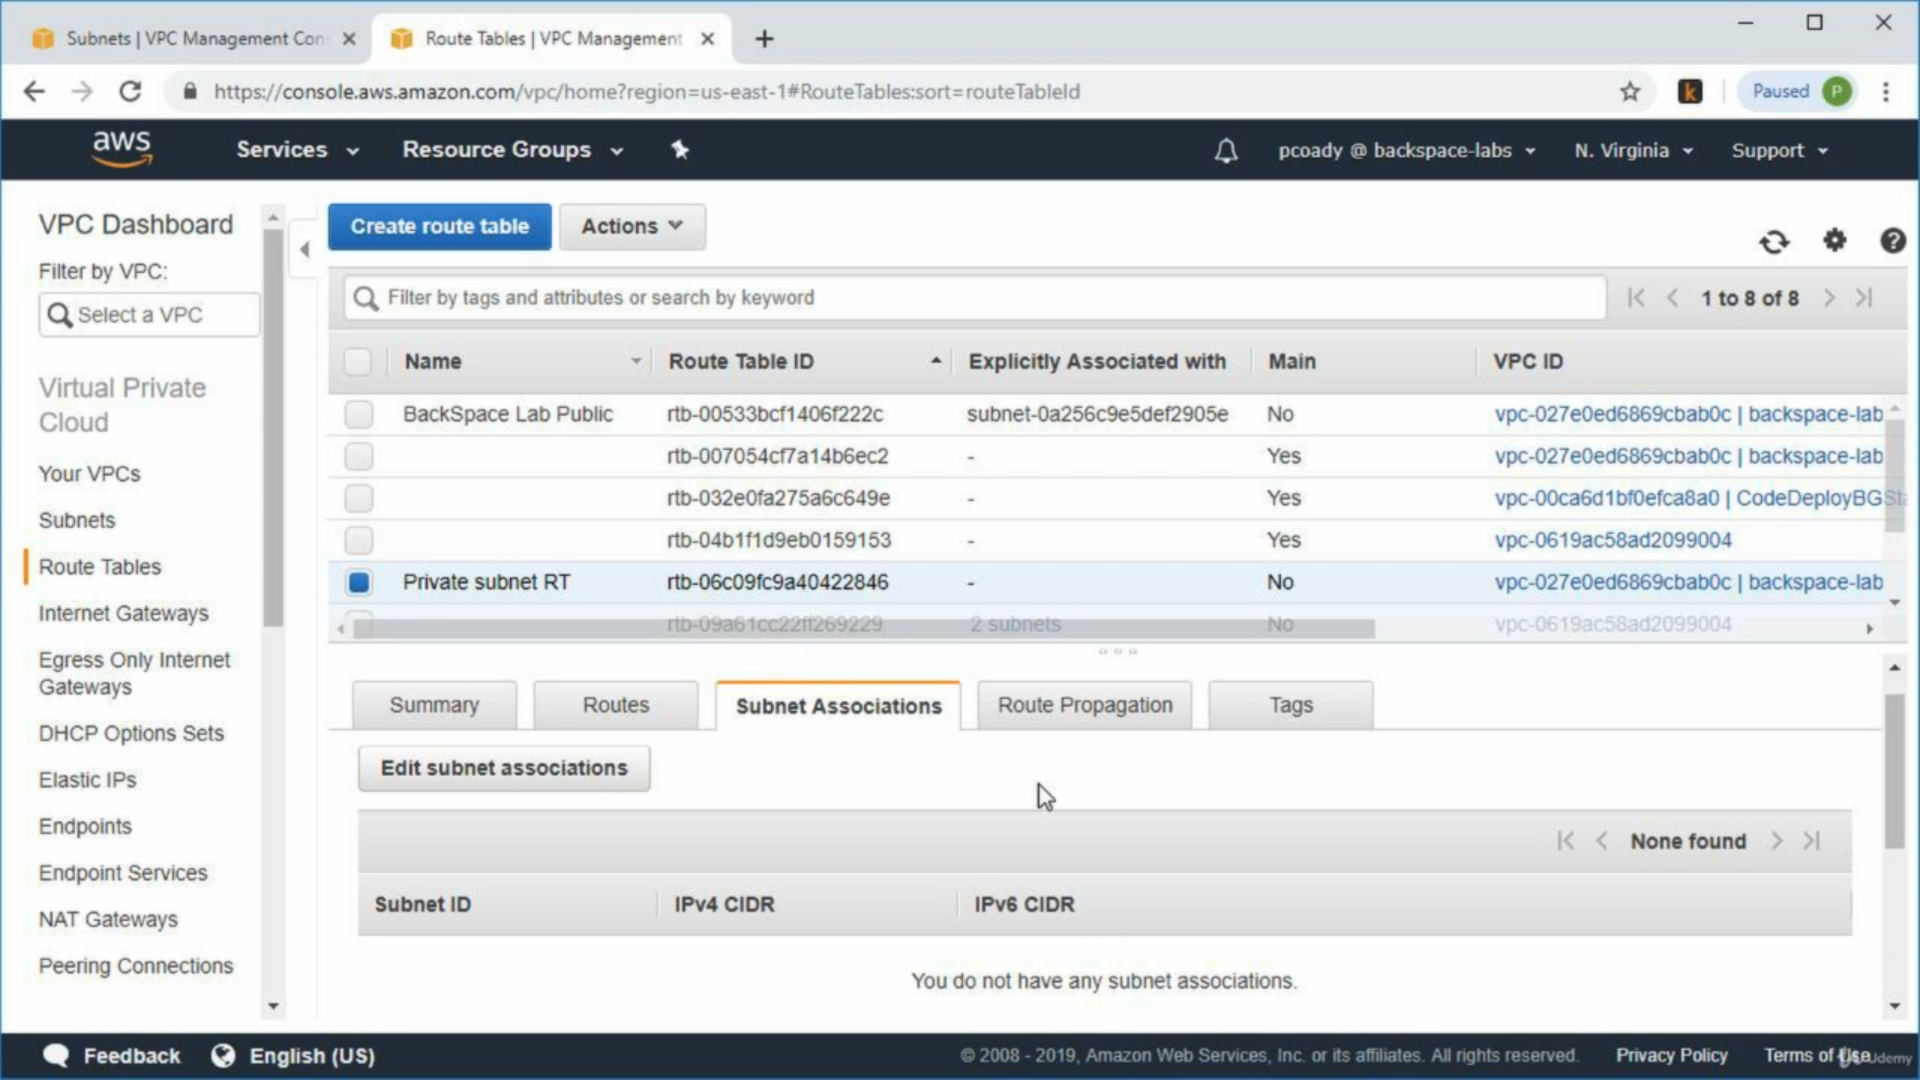 Subnets | VPC Management Con
Route Tables | VPC Management
https://console.aws.amazon.com/vpc/home?region=us-east-1#RouteTables:sort=routeTableId
k
Paused P
aws
Services
Resource Groups
pcoady @ backspace-labs
N. Virginia
Support
VPC Dashboard
Filter by VPC:
Select a VPC
Virtual Private
Cloud
Your VPCs
Subnets
Route Tables
Internet Gateways
Egress Only Internet
Gateways
DHCP Options Sets
Elastic IPs
Endpoints
Endpoint Services
NAT Gateways
Peering Connections
Create route table
Actions
Filter by tags and attributes or search by keyword
1 to 8 of 8
Name Route Table ID Explicitly Associated with Main VPC ID
BackSpace Lab Public rtb-00533bcf1406f222c subnet-0a256c9e5def2905e No vpc-027e0ed6869cbab0c | backspace-lab
rtb-007054cf7a14b6ec2 - Yes vpc-027e0ed6869cbab0c | backspace-lab
rtb-032e0fa275a6c649e - Yes vpc-00ca6d1bf0efca8a0 | CodeDeployBGSta
rtb-04b1f1d9eb0159153 - Yes vpc-0619ac58ad2099004
Private subnet RT rtb-06c09fc9a40422846 - No vpc-027e0ed6869cbab0c | backspace-lab
rtb-09a61cc22ff269229 2 subnets No vpc-0619ac58ad2099004
Summary
Routes
Subnet Associations
Route Propagation
Tags
Edit subnet associations
None found
Subnet ID IPv4 CIDR IPv6 CIDR
You do not have any subnet associations.
Feedback
English (US)
© 2008 - 2019, Amazon Web Services, Inc. or its affiliates. All rights reserved.
Privacy Policy
Terms of Use
Udemy